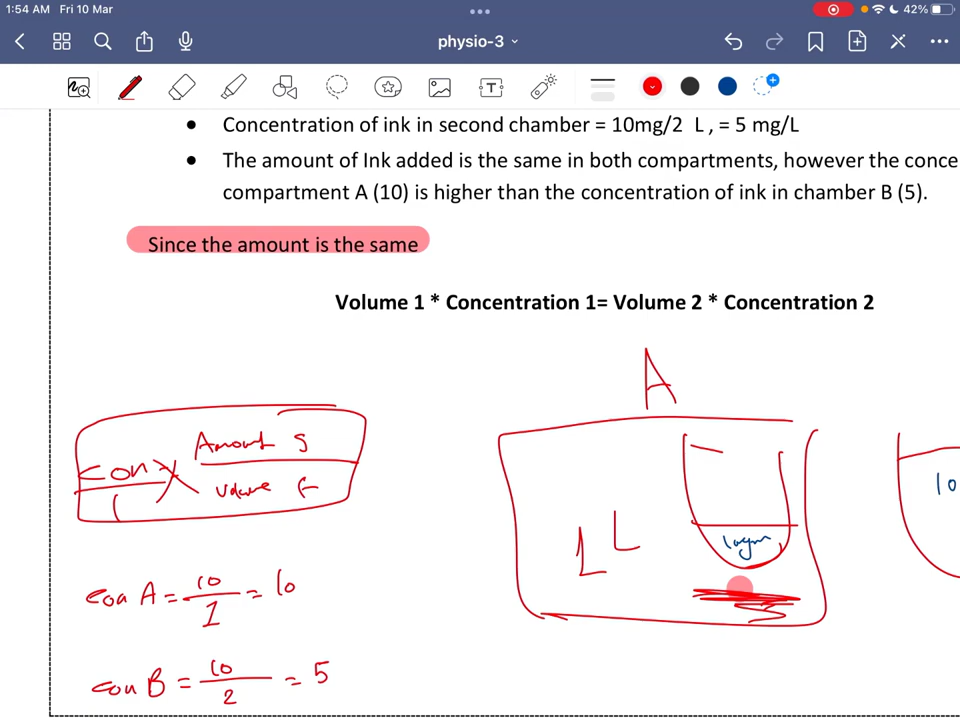 1:54 AM Fri 10 Mar
42%
physio-3
Concentration of ink in second chamber = 10mg/2 L , = 5 mg/L
The amount of Ink added is the same in both compartments, however the conce
compartment A (10) is higher than the concentration of ink in chamber B (5).
Since the amount is the same
Volume 1 * Concentration 1= Volume 2 * Concentration 2
A
Amount S
con
Volume
1
1 L
10
con A = 10/1 = 10
con B = 10/2 = 5